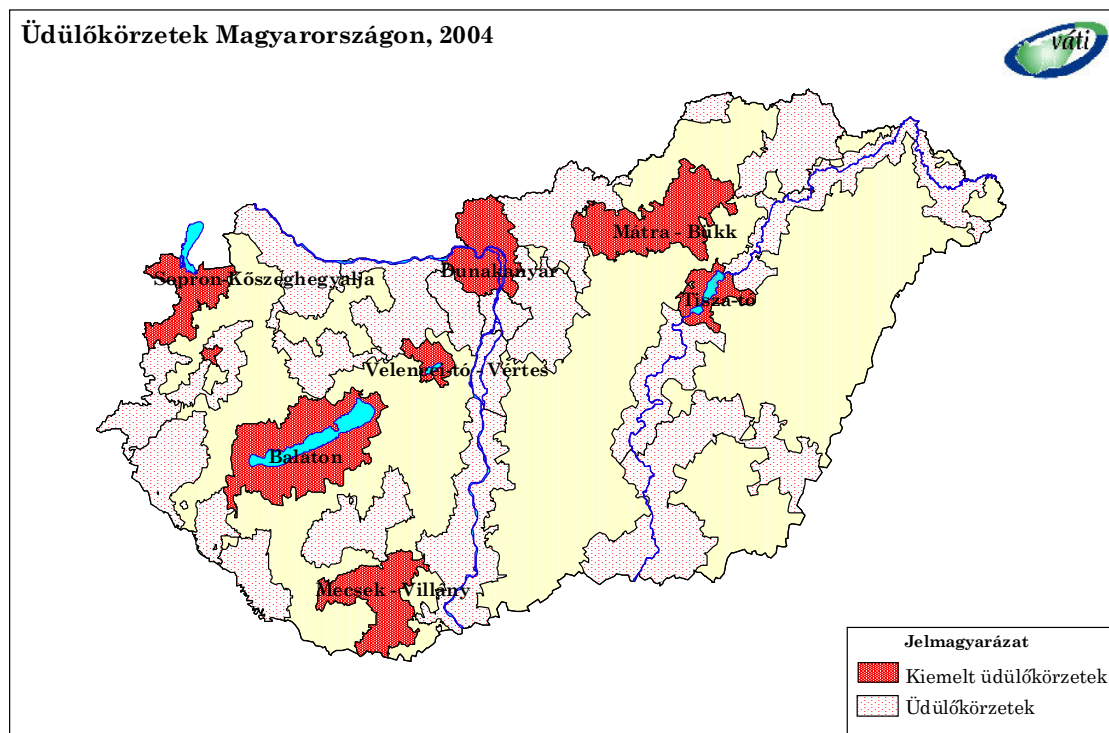 Üdülőkörzetek Magyarországon, 2004
váti
Mátra - Bükk
Dunakanyar
Sopron-Kőszeghegyalja
Tisza-tó
Velencei-tó - Vértes
Balaton
Mecsek - Villány
Jelmagyarázat
Kiemelt üdülőkörzetek
Üdülőkörzetek